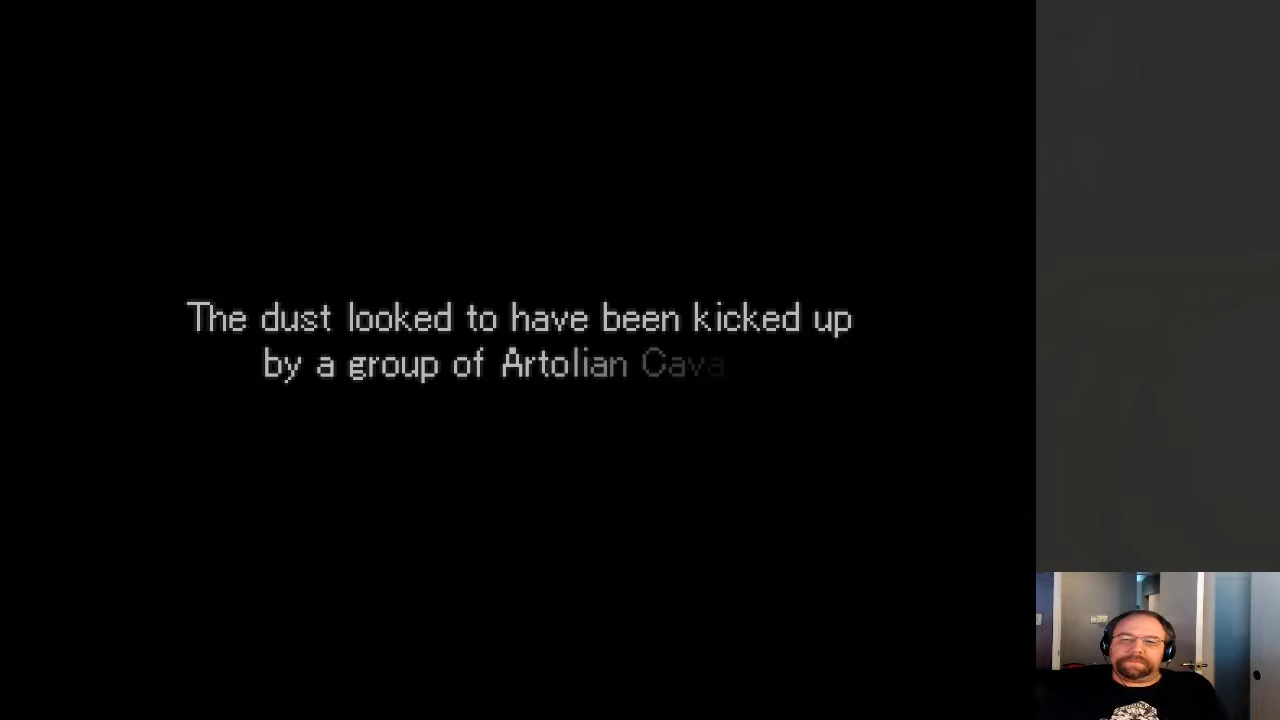 The dust looked to have been kicked up
by a group of Artolian Cava